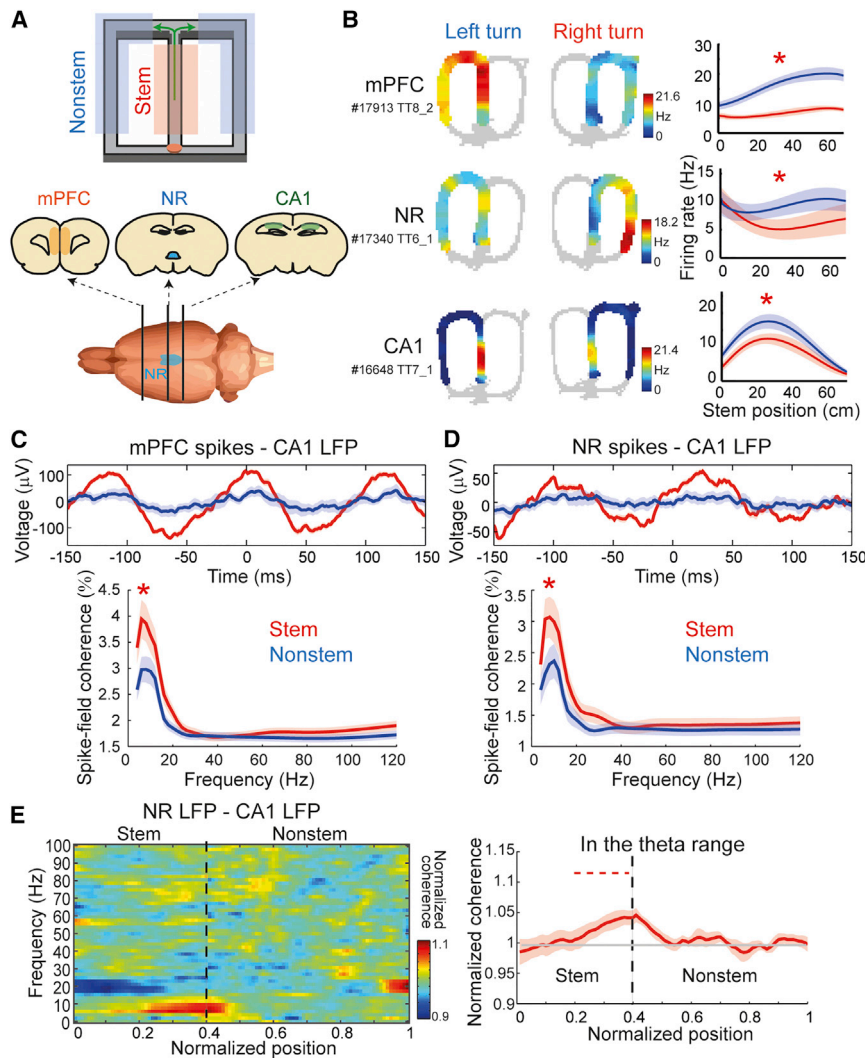 A
Nonstem
Stem
mPFC
NR
CA1
NR
B
Left turn
Right turn
mPFC
#17913 TT8_2
21.6
Hz
0
30
*
20
10
0
0 20 40 60
NR
#17340 TT6_1
18.2
Hz
0
Firing rate (Hz)
15
*
10
5
0
0 20 40 60
CA1
#16648 TT7_1
21.4
Hz
0
20
*
10
0
0 20 40 60
Stem position (cm)
C
mPFC spikes - CA1 LFP
Voltage (µV)
100
0
-100
-150 -100 -50 0 50 100 150
Time (ms)
Spike-field coherence (%)
4.5
4
3.5
3
2.5
2
1.5
*
Stem
Nonstem
0 20 40 60 80 100 120
Frequency (Hz)
D
NR spikes - CA1 LFP
Voltage (µV)
50
0
-50
-150 -100 -50 0 50 100 150
Time (ms)
Spike-field coherence (%)
3.5
3
2.5
2
1.5
1
*
Stem
Nonstem
0 20 40 60 80 100 120
Frequency (Hz)
E
NR LFP - CA1 LFP
Stem Nonstem
Frequency (Hz)
100
90
80
70
60
50
40
30
20
10
0
0 0.2 0.4 0.6 0.8 1
Normalized position
Normalized
coherence
1.1
0.9
In the theta range
Normalized coherence
1.15
1.1
1.05
1
0.95
0.9
Stem Nonstem
0 0.2 0.4 0.6 0.8 1
Normalized position